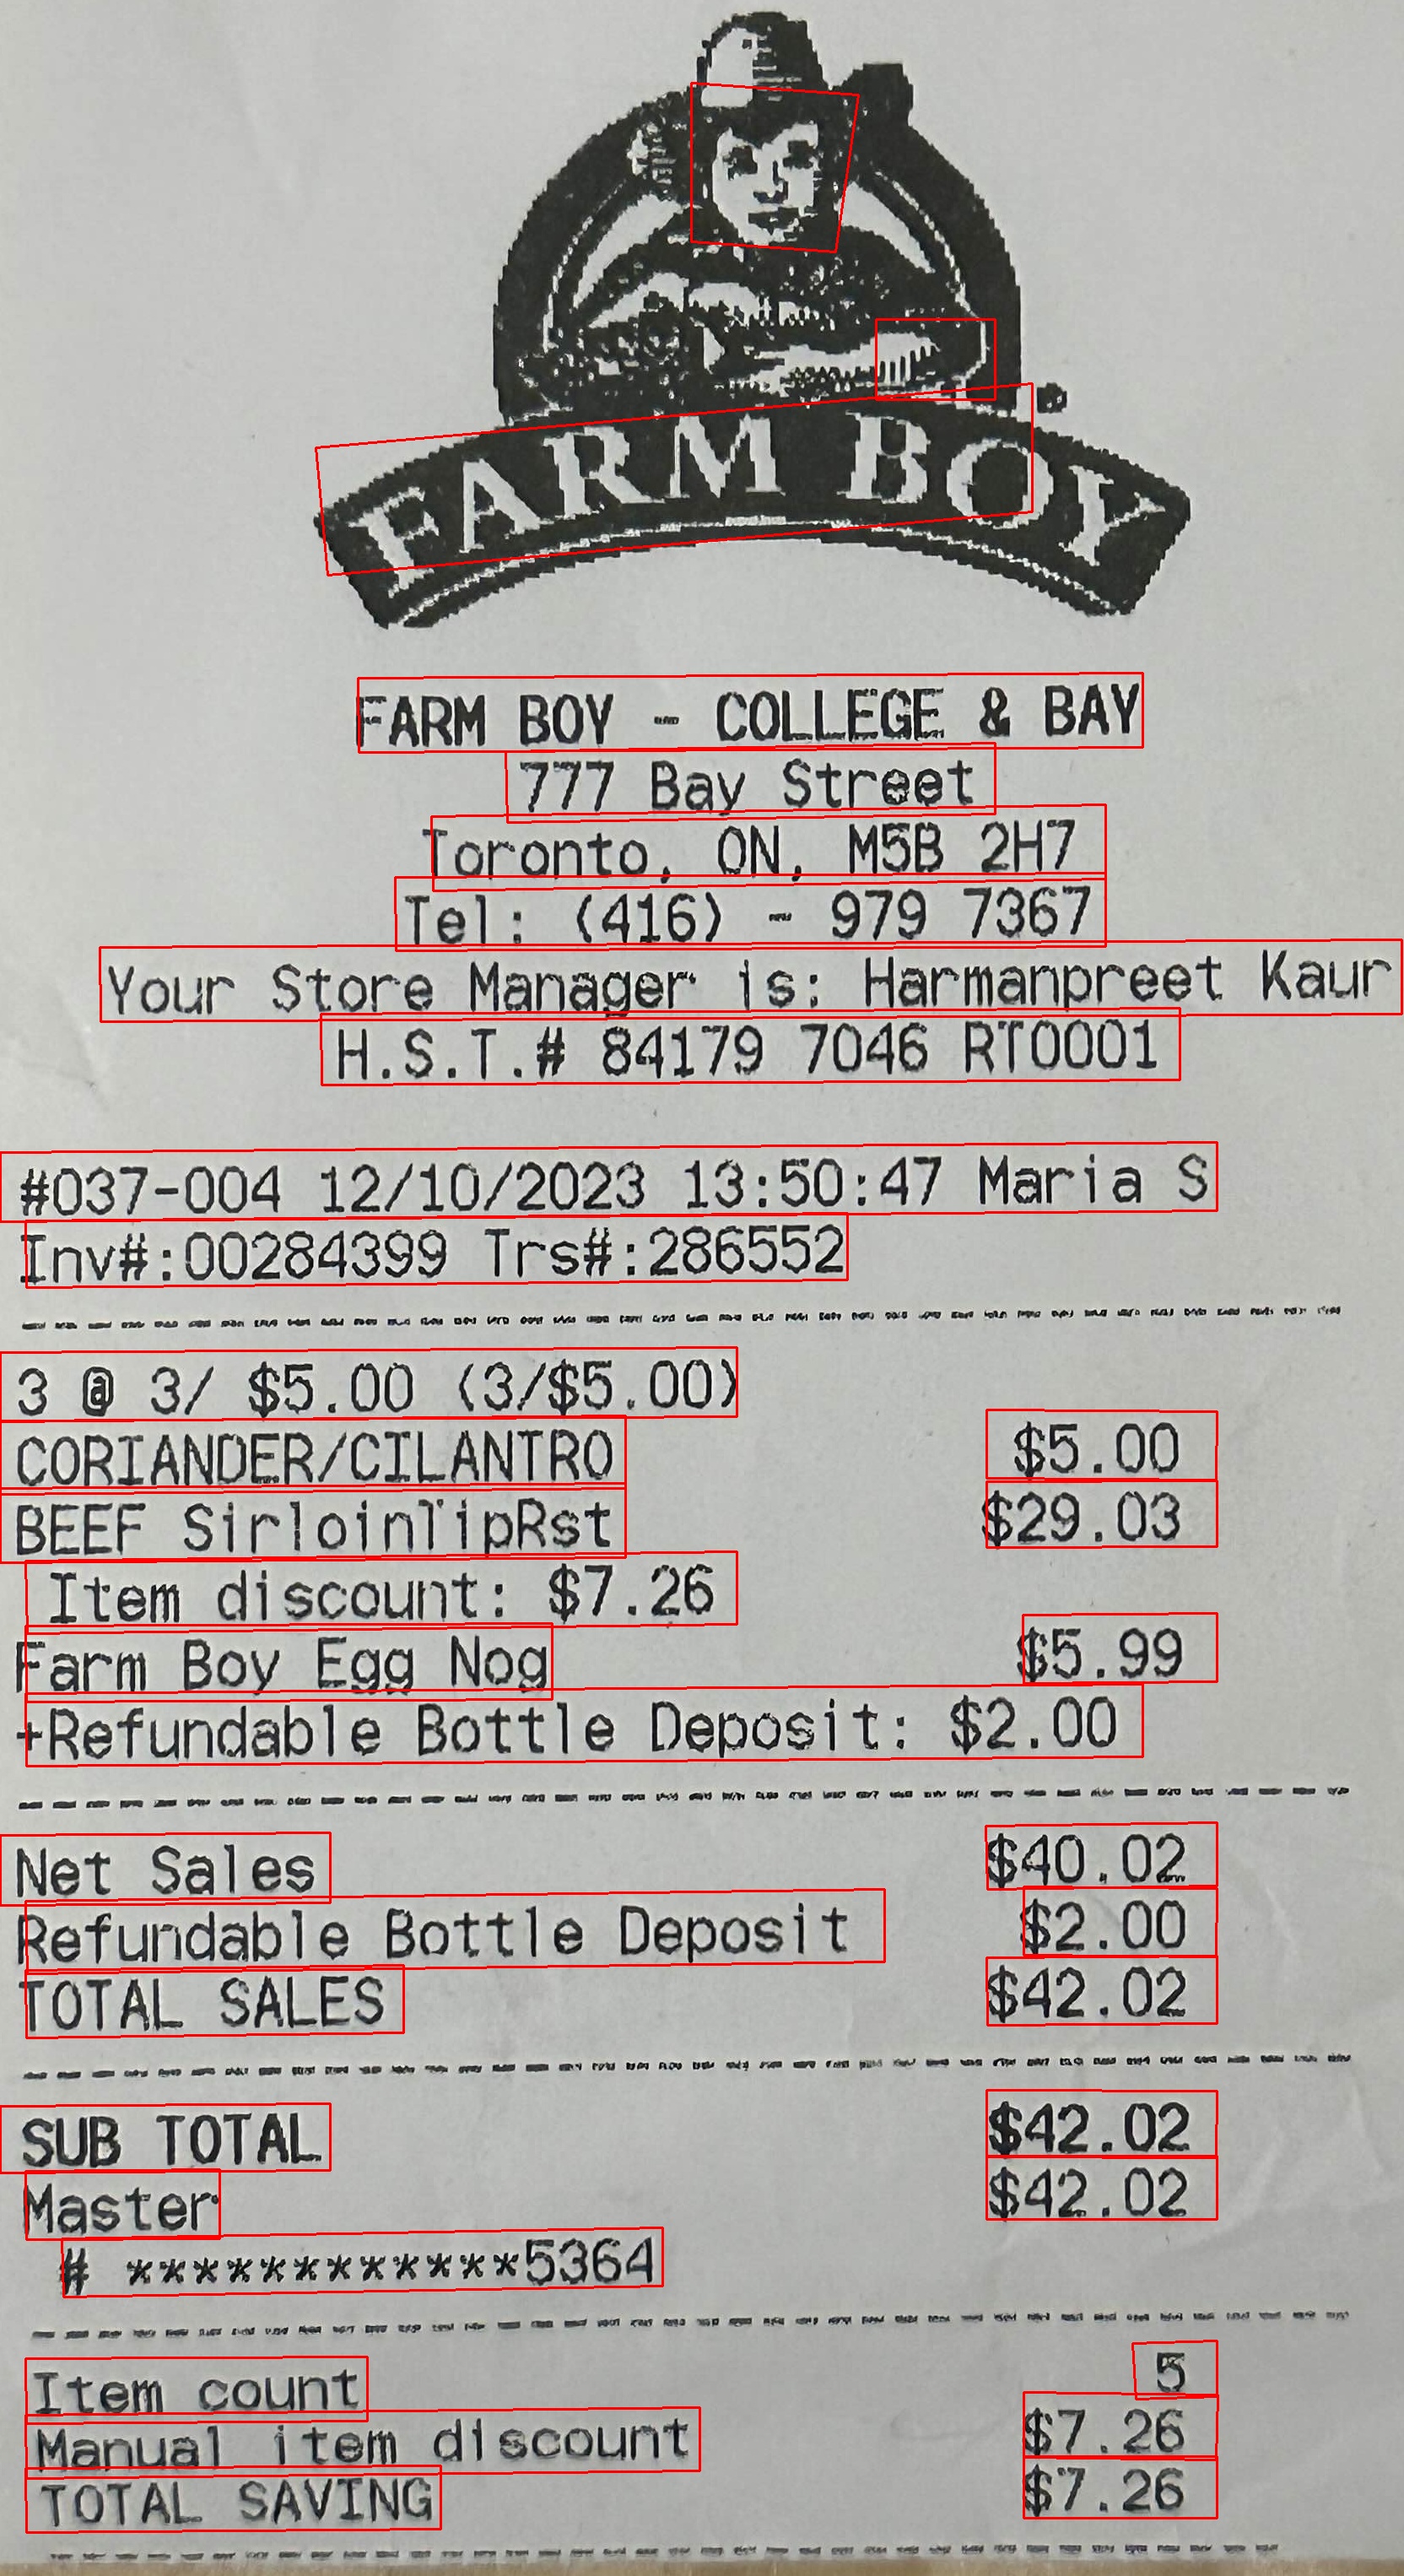 FARM BOY
FARM BOY - COLLEGE & BAY
777 Bay Street
Toronto, ON, M5B 2H7
Tel: (416) - 979 7367
Your Store Manager is: Harmanpreet Kaur
H.S.T.# 84179 7046 RT0001
#037-004 12/10/2023 13:50:47 Maria S
Inv#:00284399 Trs#:286552
3 @ 3/ $5.00 (3/$5.00)
CORIANDER/CILANTRO $5.00
BEEF SirloinTipRst $29.03
Item discount: $7.26
Farm Boy Egg Nog $5.99
+Refundable Bottle Deposit: $2.00
Net Sales $40.02
Refundable Bottle Deposit $2.00
TOTAL SALES $42.02
SUB TOTAL $42.02
Master $42.02
# ************5364
Item count 5
Manual item discount $7.26
TOTAL SAVING $7.26